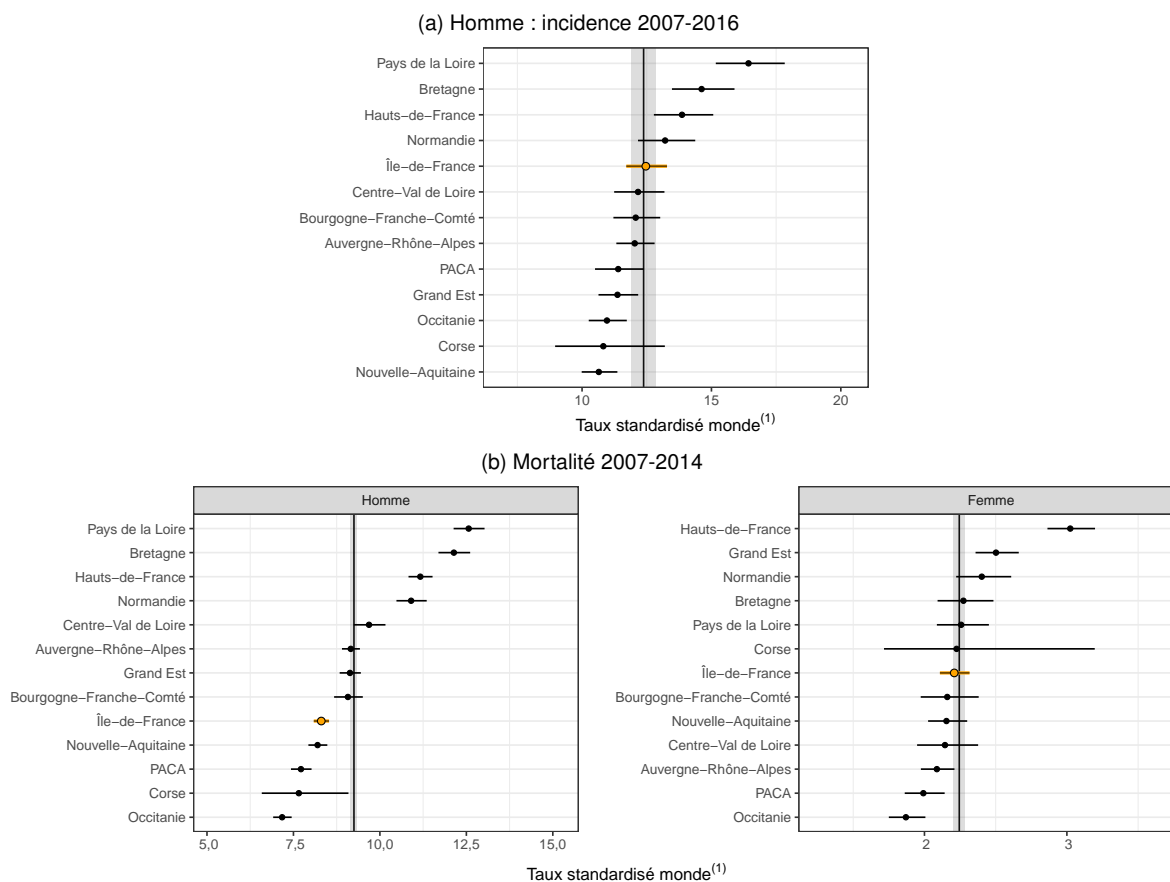 (a) Homme : incidence 2007-2016
Pays de la Loire
Bretagne
Hauts−de−France
Normandie
Île−de−France
Centre−Val de Loire
Bourgogne−Franche−Comté
Auvergne−Rhône−Alpes
PACA
Grand Est
Occitanie
Corse
Nouvelle−Aquitaine
10 15 20
Taux standardisé monde(1)
(b) Mortalité 2007-2014
Homme
Pays de la Loire
Bretagne
Hauts−de−France
Normandie
Centre−Val de Loire
Auvergne−Rhône−Alpes
Grand Est
Bourgogne−Franche−Comté
Île−de−France
Nouvelle−Aquitaine
PACA
Corse
Occitanie
5,0 7,5 10,0 12,5 15,0
Femme
Hauts−de−France
Grand Est
Normandie
Bretagne
Pays de la Loire
Corse
Île−de−France
Bourgogne−Franche−Comté
Nouvelle−Aquitaine
Centre−Val de Loire
Auvergne−Rhône−Alpes
PACA
Occitanie
2 3
Taux standardisé monde(1)